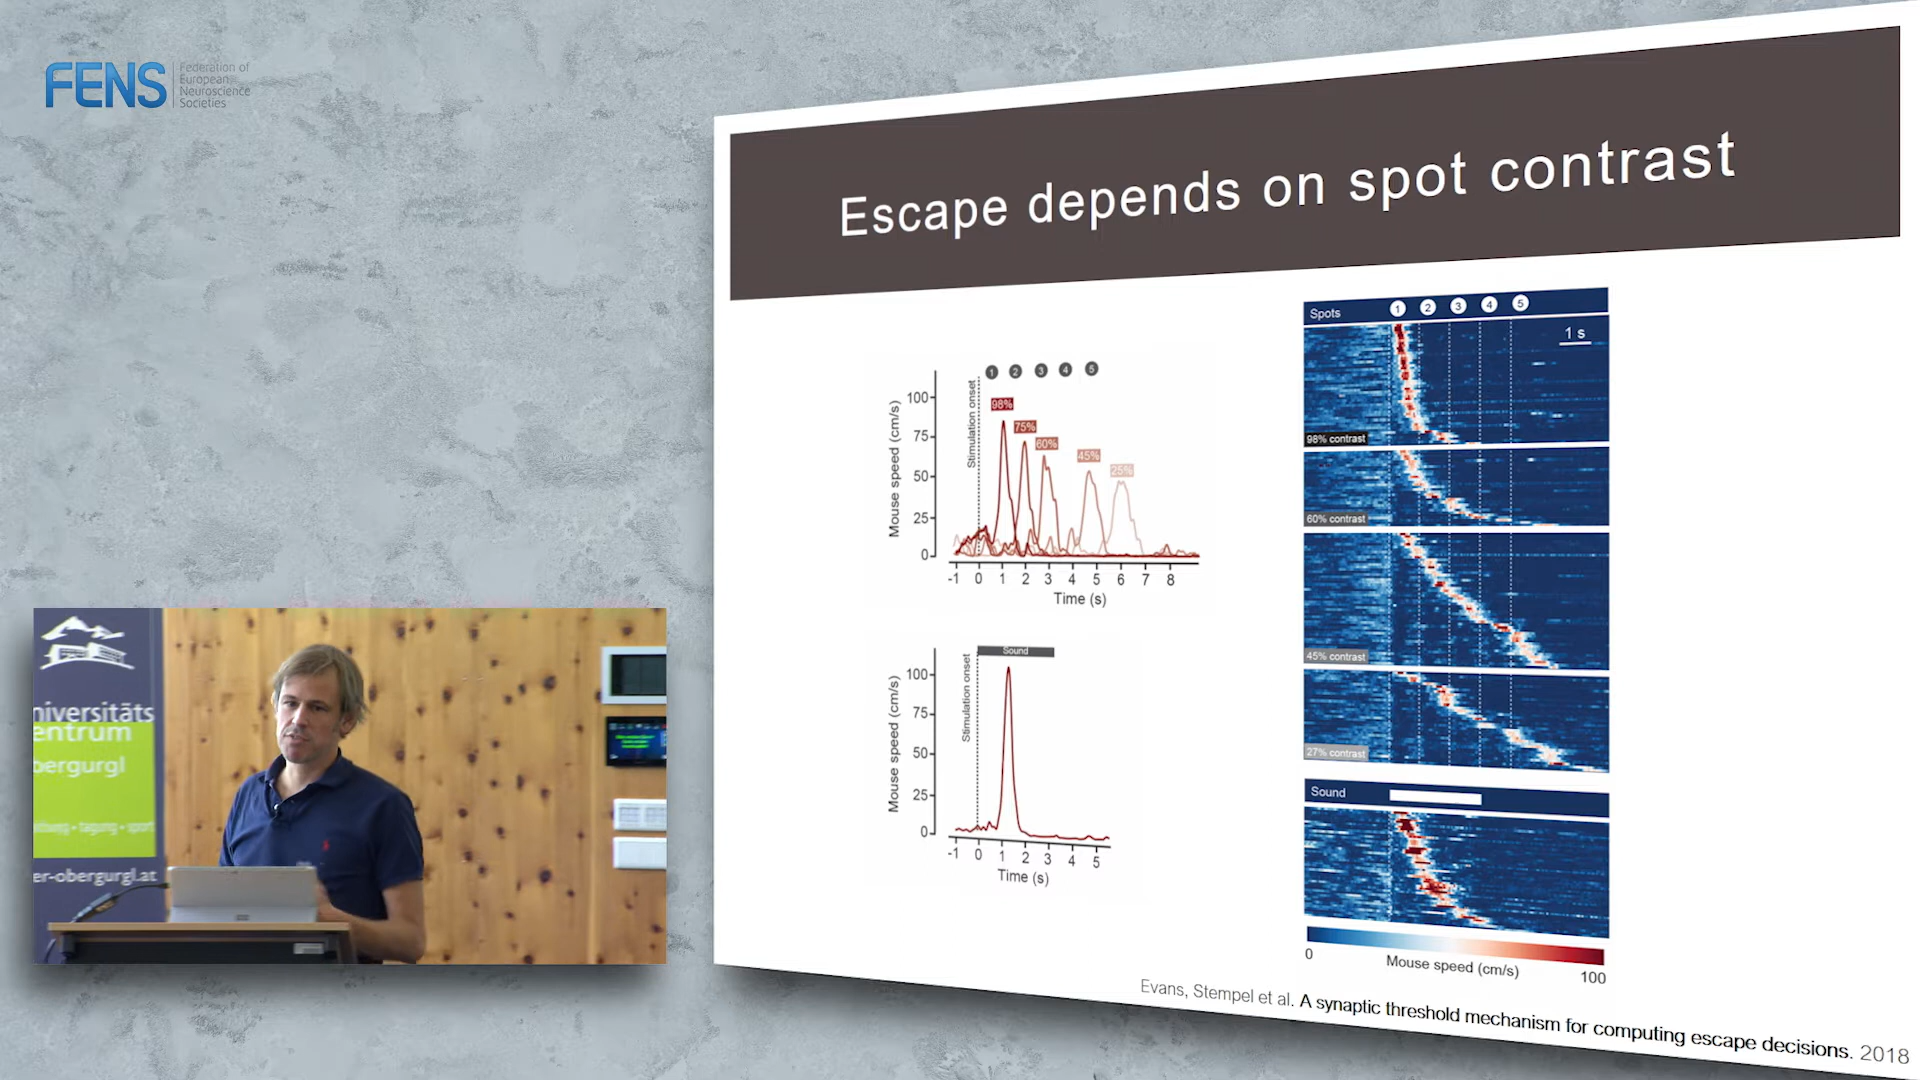 FENS
Federation of
European
Neuroscience
Societies
Escape depends on spot contrast
1 2 3 4 5
Stimulation onset
98%
75%
60%
45%
25%
Mouse speed (cm/s)
100
75
50
25
0
-1 0 1 2 3 4 5 6 7 8
Time (s)
Sound
Stimulation onset
Mouse speed (cm/s)
100
75
50
25
0
-1 0 1 2 3 4 5
Time (s)
Spots 1 2 3 4 5
1 s
98% contrast
60% contrast
45% contrast
27% contrast
Sound
0 Mouse speed (cm/s) 100
Evans, Stempel et al. A synaptic threshold mechanism for computing escape decisions. 2018
niversitäts
entrum
bergurgl
tagung • sport
er-obergurgl.at